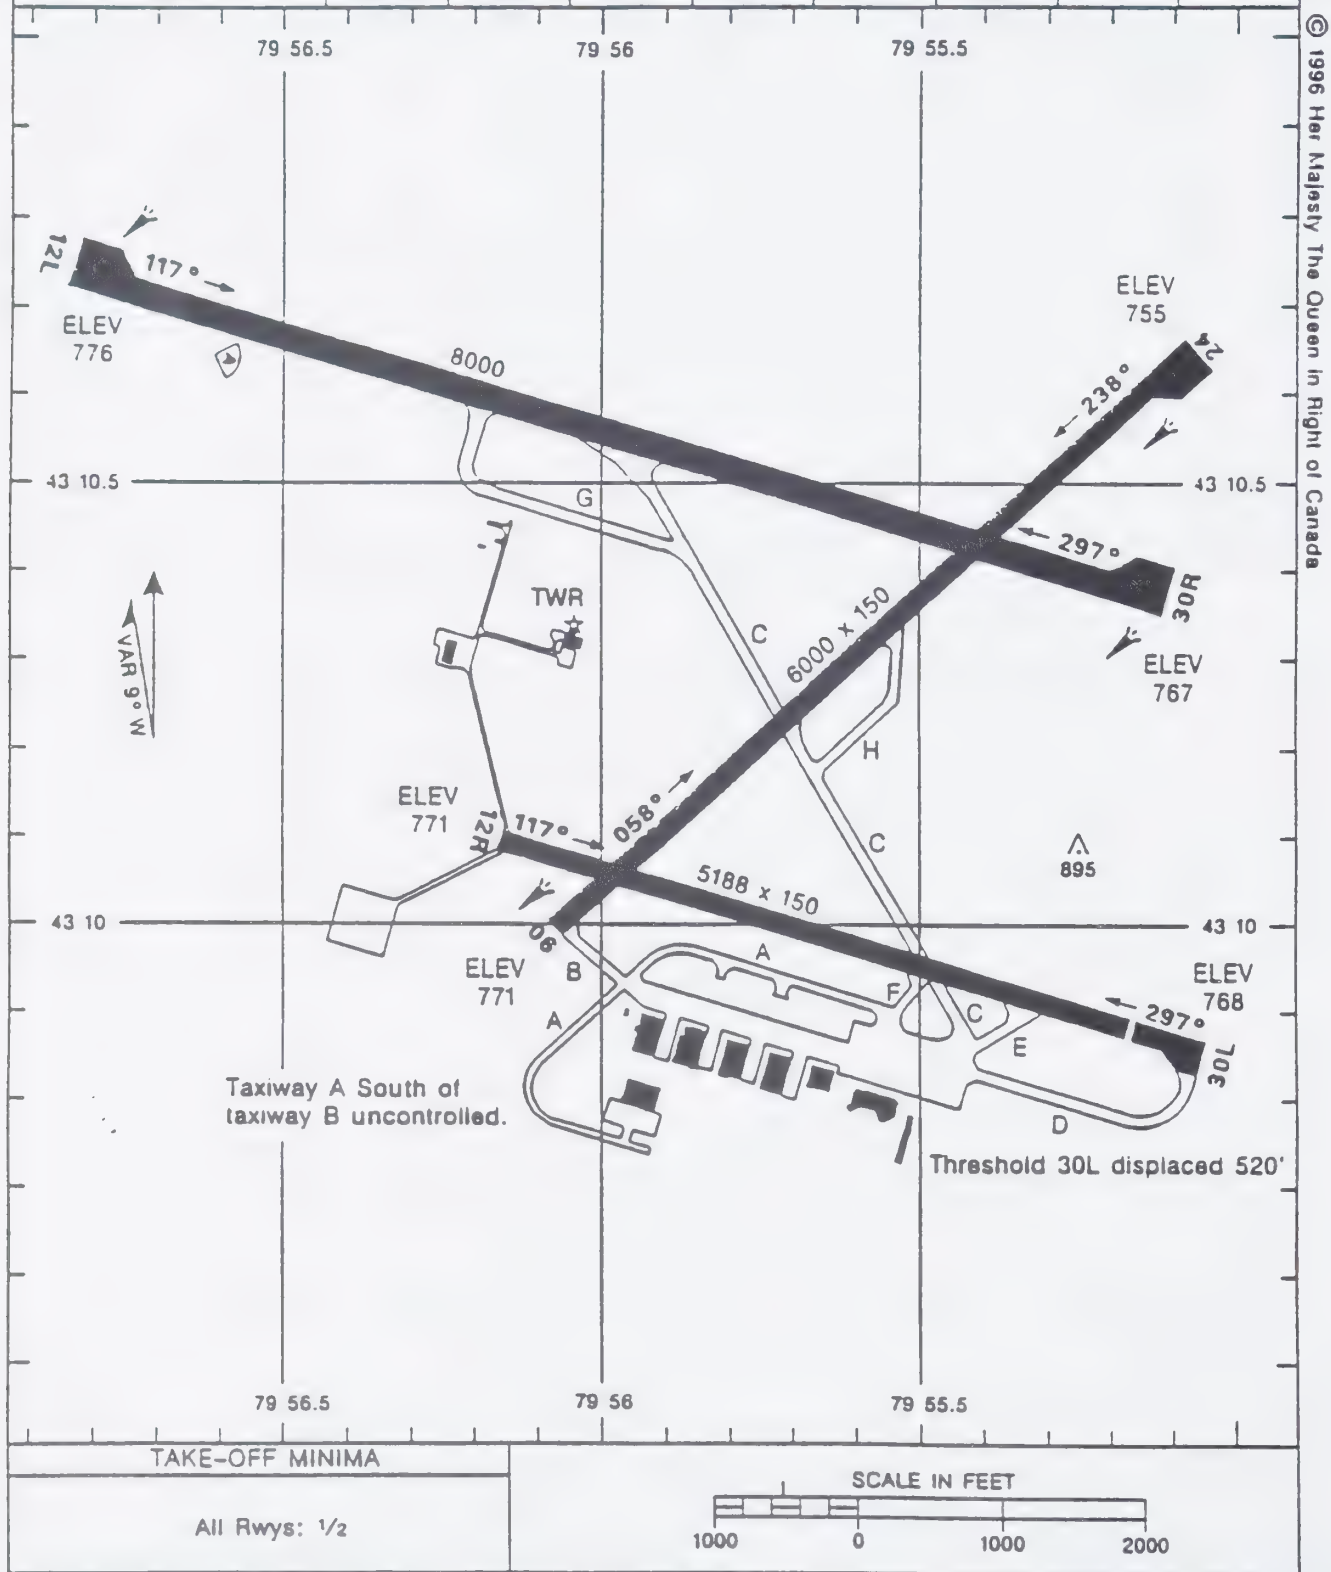 79 56.5
79 56
79 55.5
© 1996 Her Majesty The Queen in Right of Canada
12L
117°
ELEV
776
8000
ELEV
755
24
238°
43 10.5
43 10.5
G
297°
30R
TWR
C
6000 x 150
ELEV
767
VAR 9° W
H
ELEV
771
12R
117°
058°
C
895
5188 x 150
43 10
43 10
06
ELEV
771
B
A
F
ELEV
768
297°
A
C
E
30L
Taxiway A South of
taxiway B uncontrolled.
D
Threshold 30L displaced 520'
79 56.5
79 56
79 55.5
TAKE-OFF MINIMA
All Rwys: 1/2
SCALE IN FEET
1000
0
1000
2000